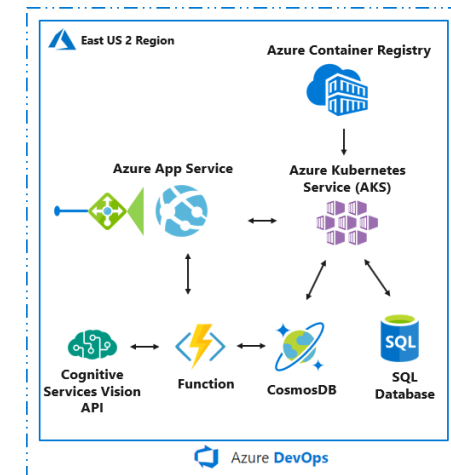 East US 2 Region
Azure Container Registry
Azure App Service
Azure Kubernetes
Service (AKS)
SQL
Cognitive
Services Vision
API
Function
CosmosDB
SQL
Database
Azure DevOps